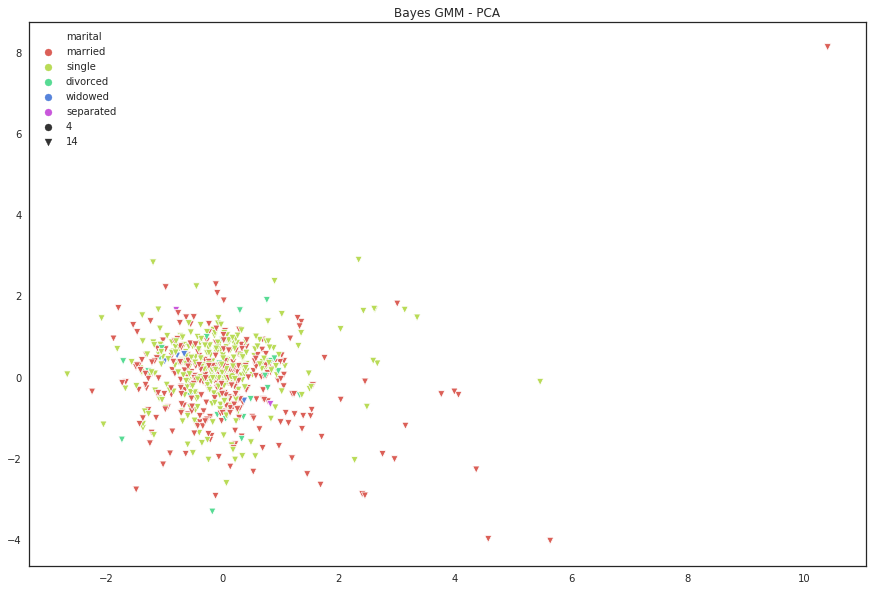 Bayes GMM - PCA
marital
married
single
divorced
widowed
separated
4
14
8
6
4
2
0
−2
−4
−2
0
2
4
6
8
10